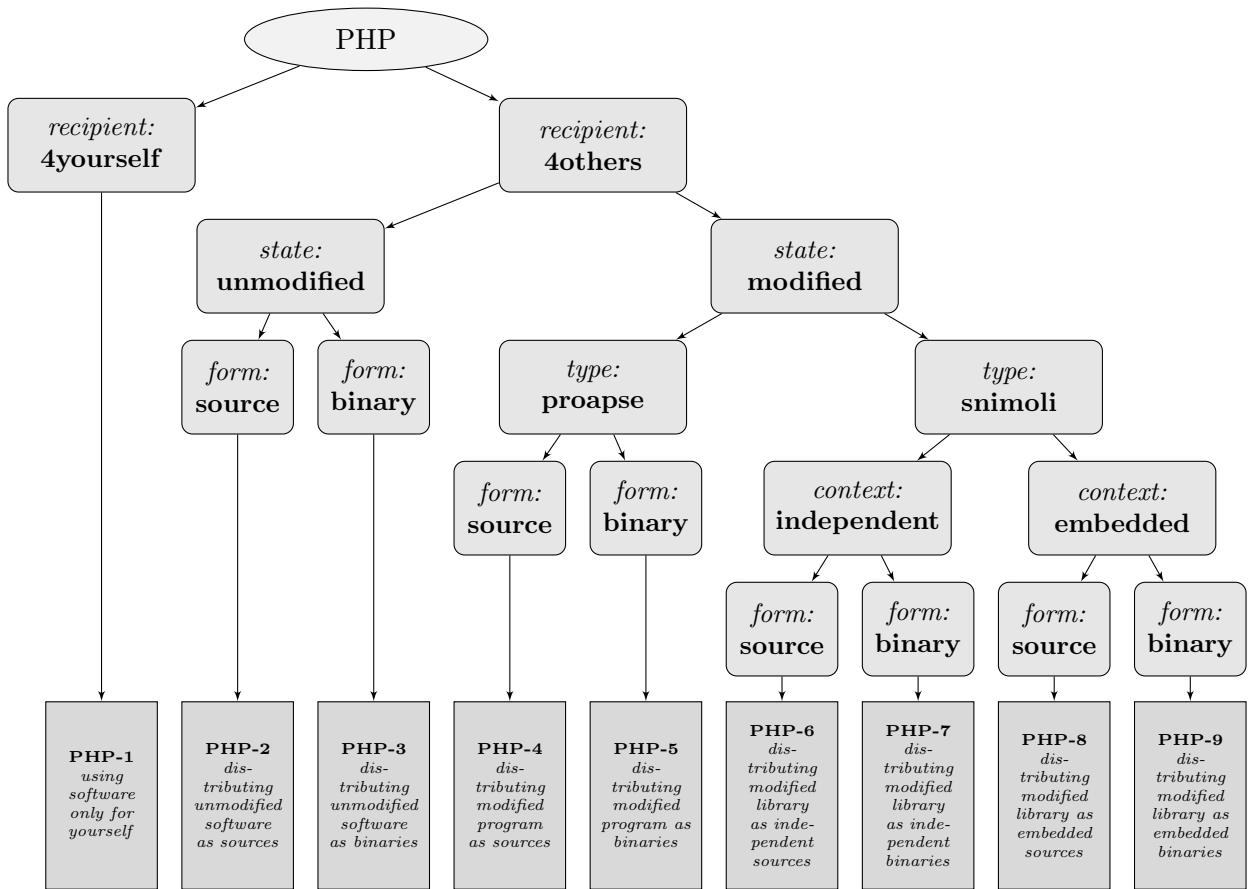 PHP
recipient:
4yourself
recipient:
4others
state:
unmodified
state:
modified
form:
source
form:
binary
type:
proapse
type:
snimoli
form:
source
form:
binary
context:
independent
context:
embedded
form:
source
form:
binary
form:
source
form:
binary
PHP-1
using
software
only for
yourself
PHP-2
dis-
tributing
unmodified
software
as sources
PHP-3
dis-
tributing
unmodified
software
as binaries
PHP-4
dis-
tributing
modified
program
as sources
PHP-5
dis-
tributing
modified
program as
binaries
PHP-6
dis-
tributing
modified
library
as inde-
pendent
sources
PHP-7
dis-
tributing
modified
library
as inde-
pendent
binaries
PHP-8
dis-
tributing
modified
library as
embedded
sources
PHP-9
dis-
tributing
modified
library as
embedded
binaries